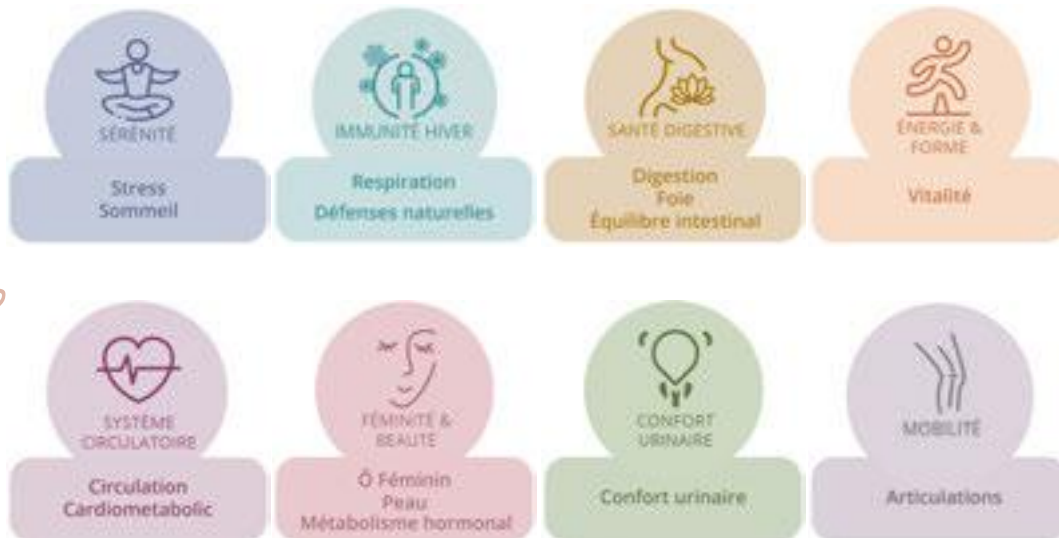 SÉRÉNITÉ
Stress
Sommeil
IMMUNITÉ HIVER
Respiration
Défenses naturelles
SANTÉ DIGESTIVE
Digestion
Foie
Équilibre intestinal
ÉNERGIE &
FORME
Vitalité
SYSTÈME
CIRCULATOIRE
Circulation
Cardiometabolic
FÉMINITÉ &
BEAUTÉ
Ô Féminin
Peau
Métabolisme hormonal
CONFORT
URINAIRE
Confort urinaire
MOBILITÉ
Articulations